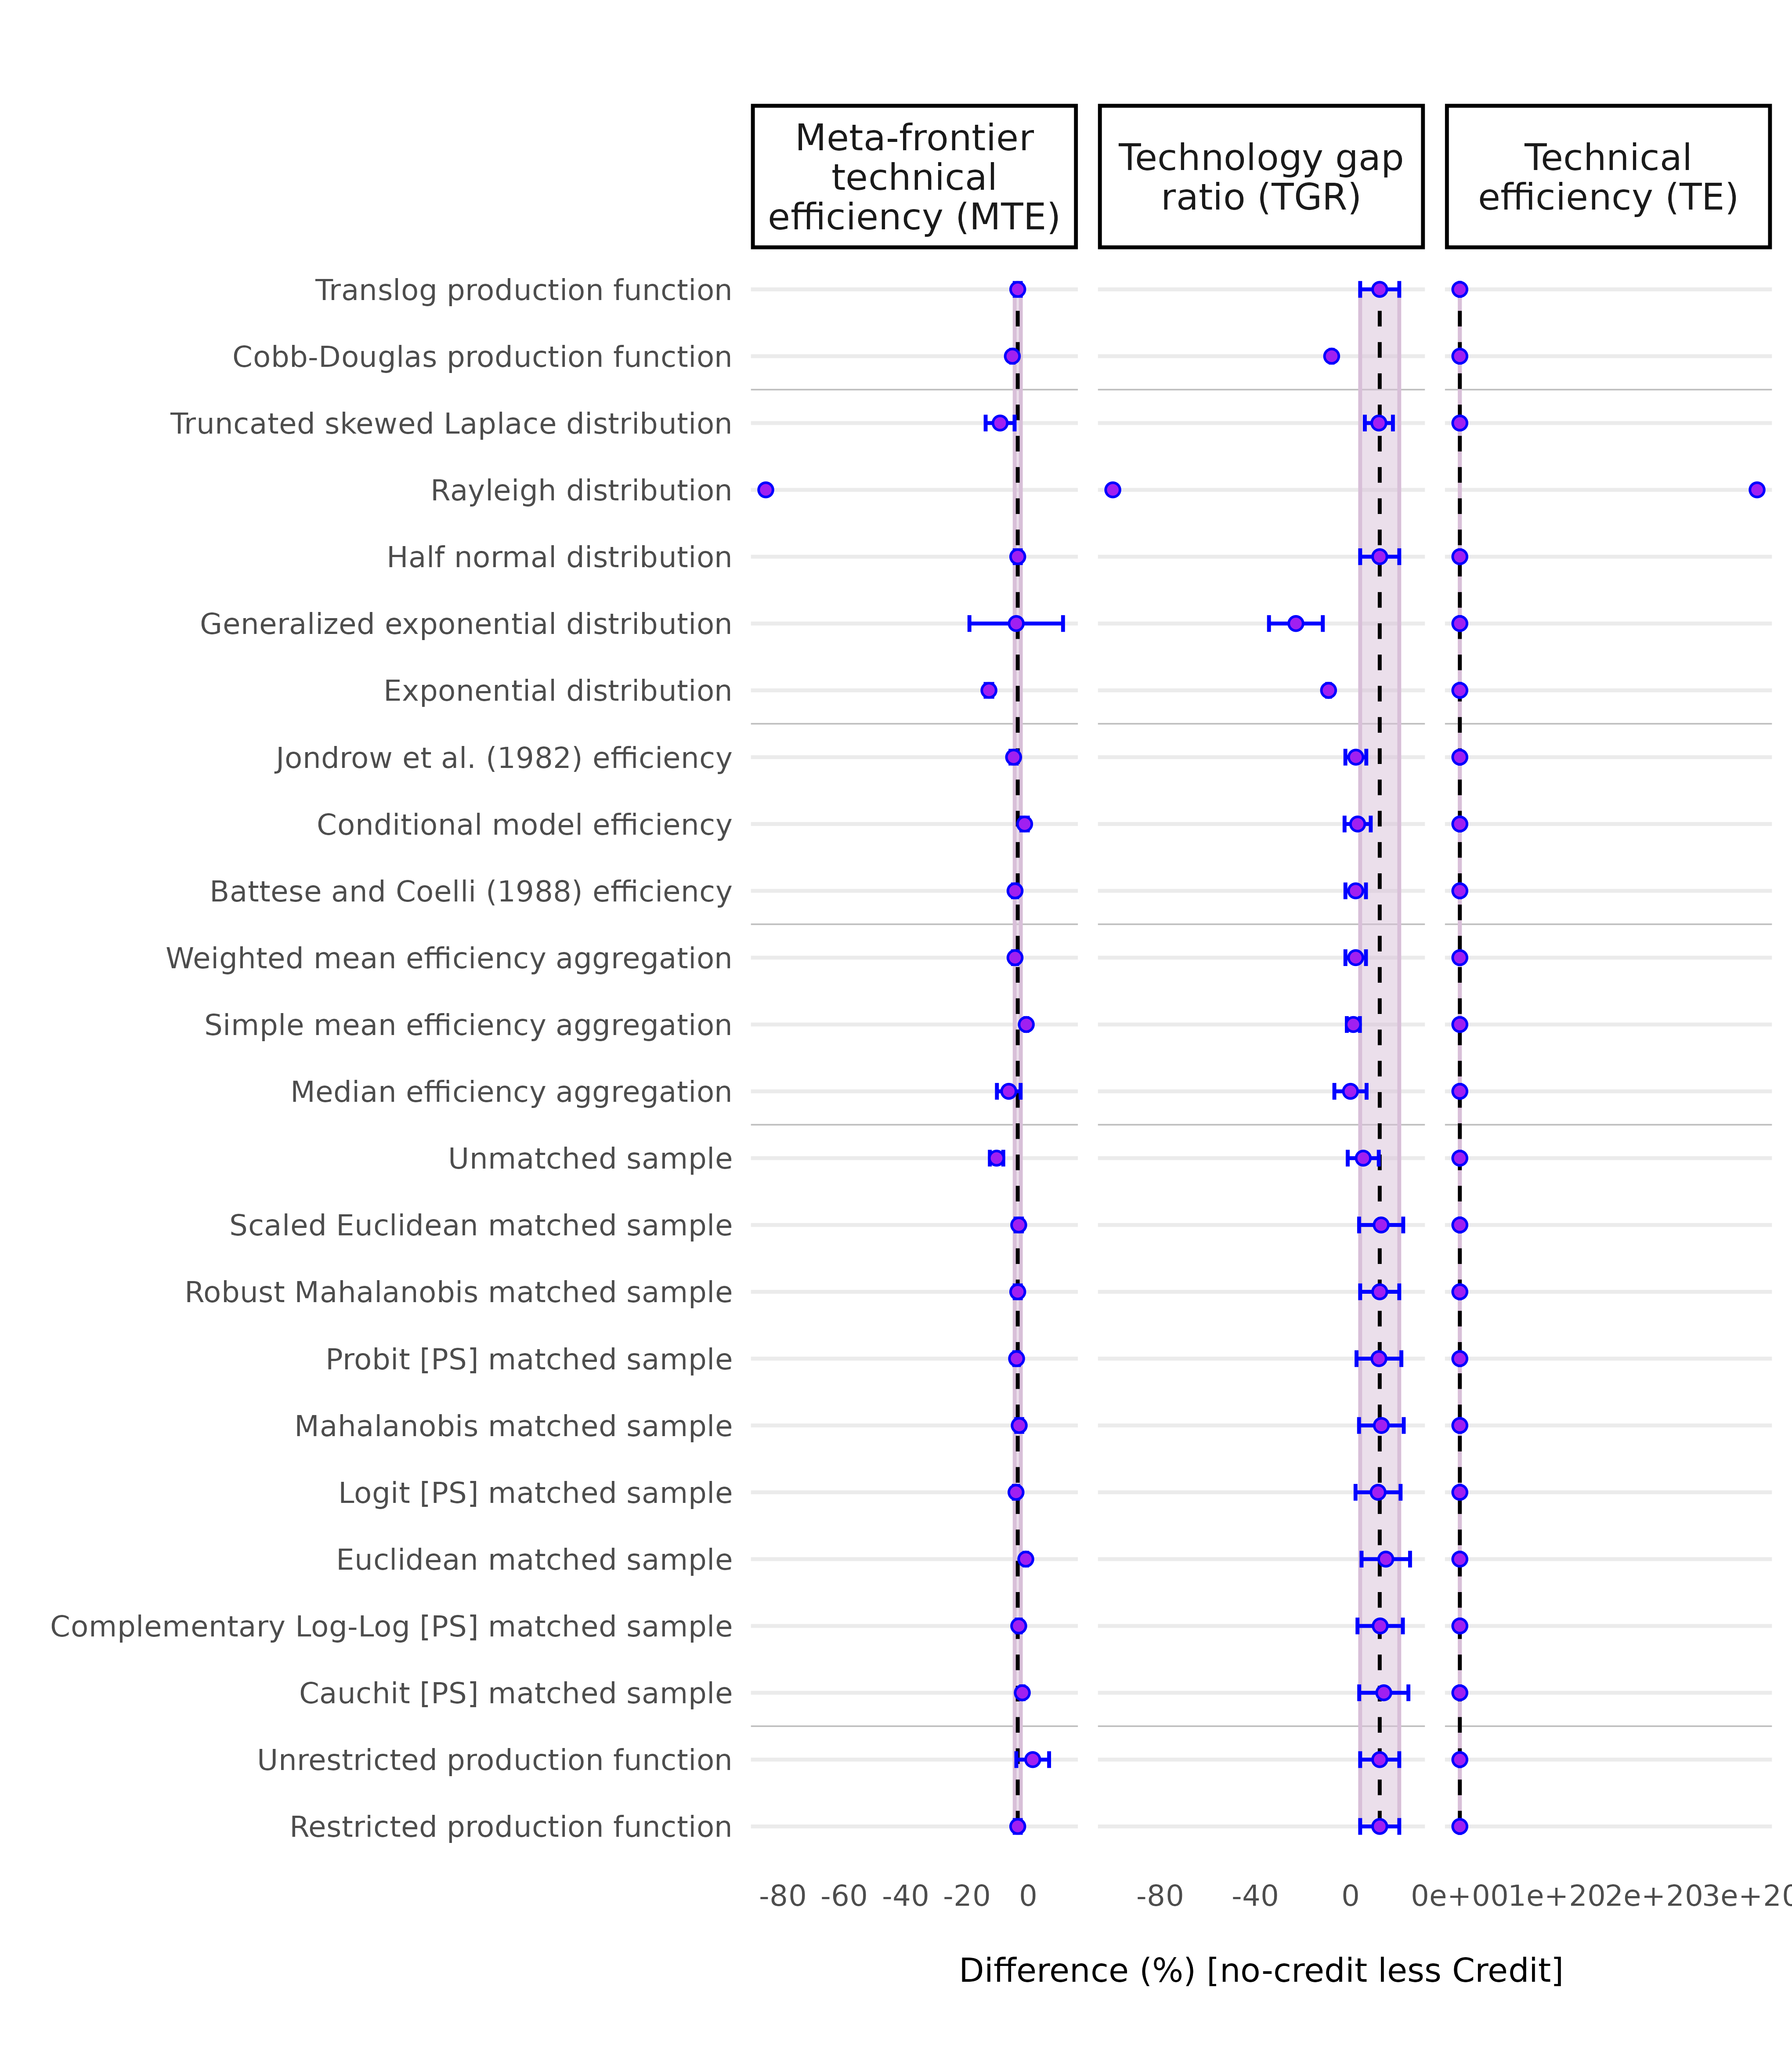 Meta-frontier
technical
efficiency (MTE)
Technology gap
ratio (TGR)
Technical
efficiency (TE)
Translog production function
Cobb-Douglas production function
Truncated skewed Laplace distribution
Rayleigh distribution
Half normal distribution
Generalized exponential distribution
Exponential distribution
Jondrow et al. (1982) efficiency
Conditional model efficiency
Battese and Coelli (1988) efficiency
Weighted mean efficiency aggregation
Simple mean efficiency aggregation
Median efficiency aggregation
Unmatched sample
Scaled Euclidean matched sample
Robust Mahalanobis matched sample
Probit [PS] matched sample
Mahalanobis matched sample
Logit [PS] matched sample
Euclidean matched sample
Complementary Log-Log [PS] matched sample
Cauchit [PS] matched sample
Unrestricted production function
Restricted production function
-80 -60 -40 -20 0 -80 -40 0 0e+001e+202e+203e+20
Difference (%) [no-credit less Credit]